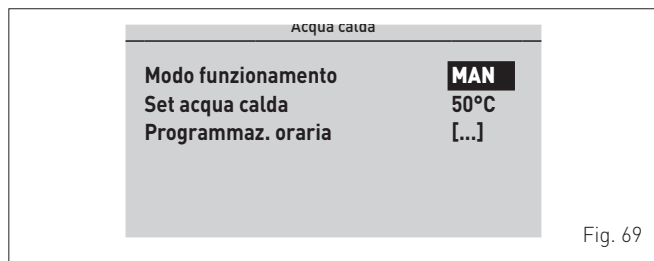 Acqua calda
Modo funzionamento MAN
Set acqua calda 50°C
Programmaz. oraria [...]
Fig. 69